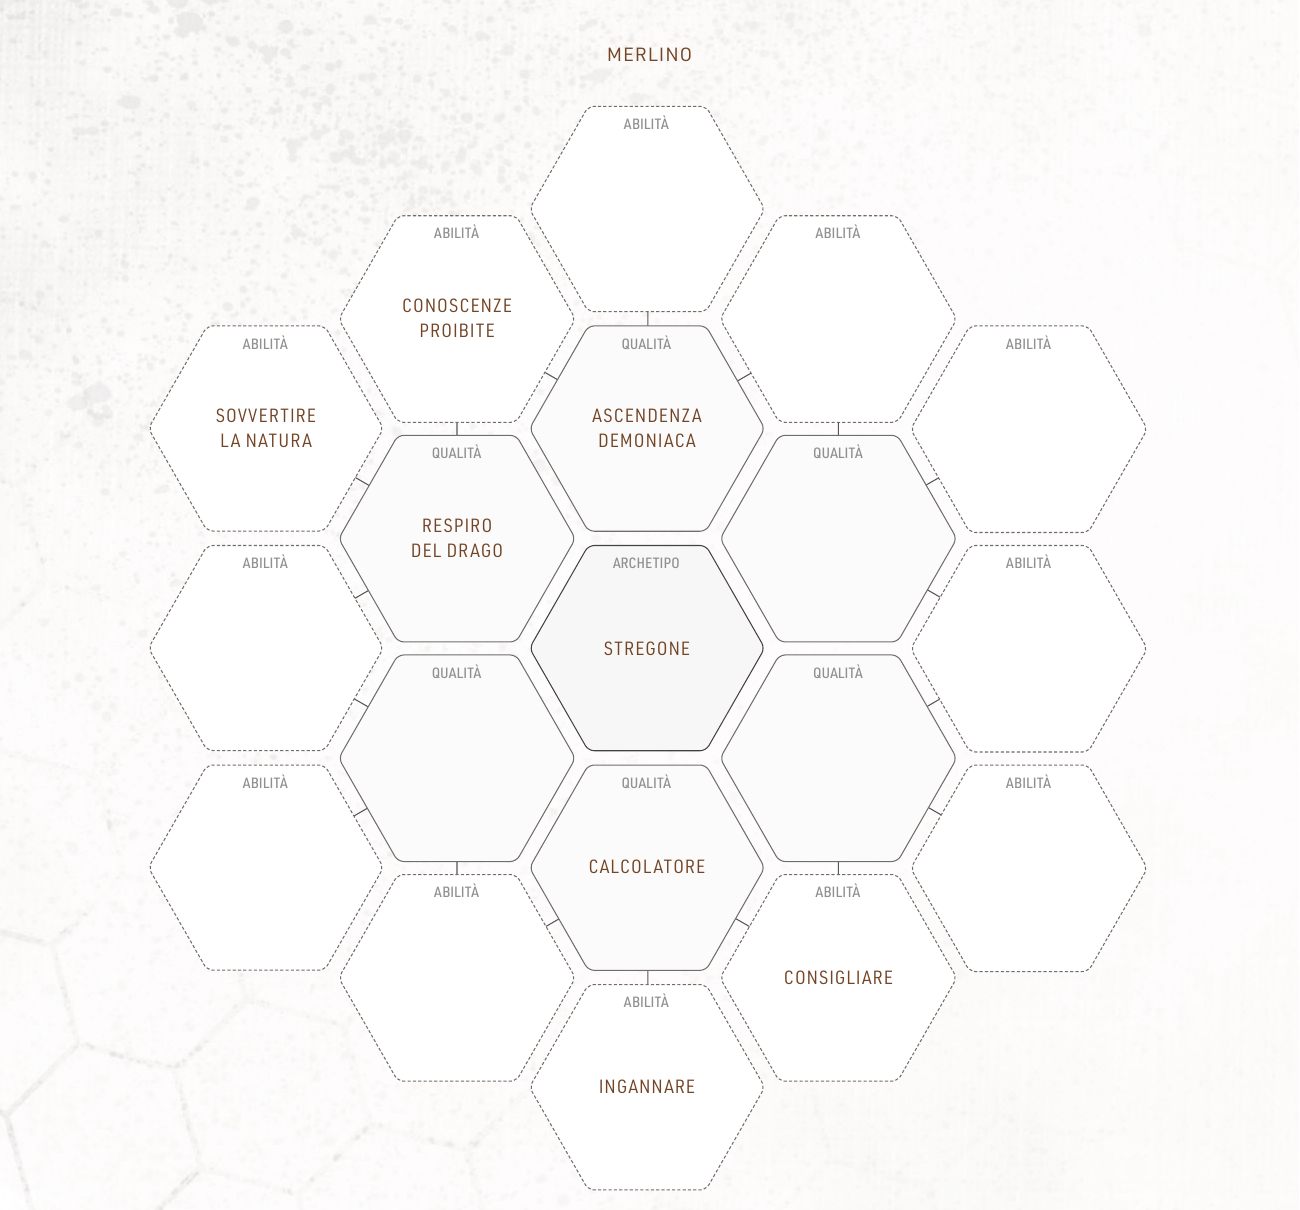 MERLINO
ABILITÀ
ABILITÀ
ABILITÀ
CONOSCENZE
PROIBITE
ABILITÀ
QUALITÀ
ABILITÀ
SOVVERTIRE
LA NATURA
ASCENDENZA
DEMONIACA
QUALITÀ
QUALITÀ
RESPIRO
DEL DRAGO
ABILITÀ
ARCHETIPO
ABILITÀ
STREGONE
QUALITÀ
QUALITÀ
ABILITÀ
QUALITÀ
ABILITÀ
CALCOLATORE
ABILITÀ
ABILITÀ
CONSIGLIARE
ABILITÀ
INGANNARE